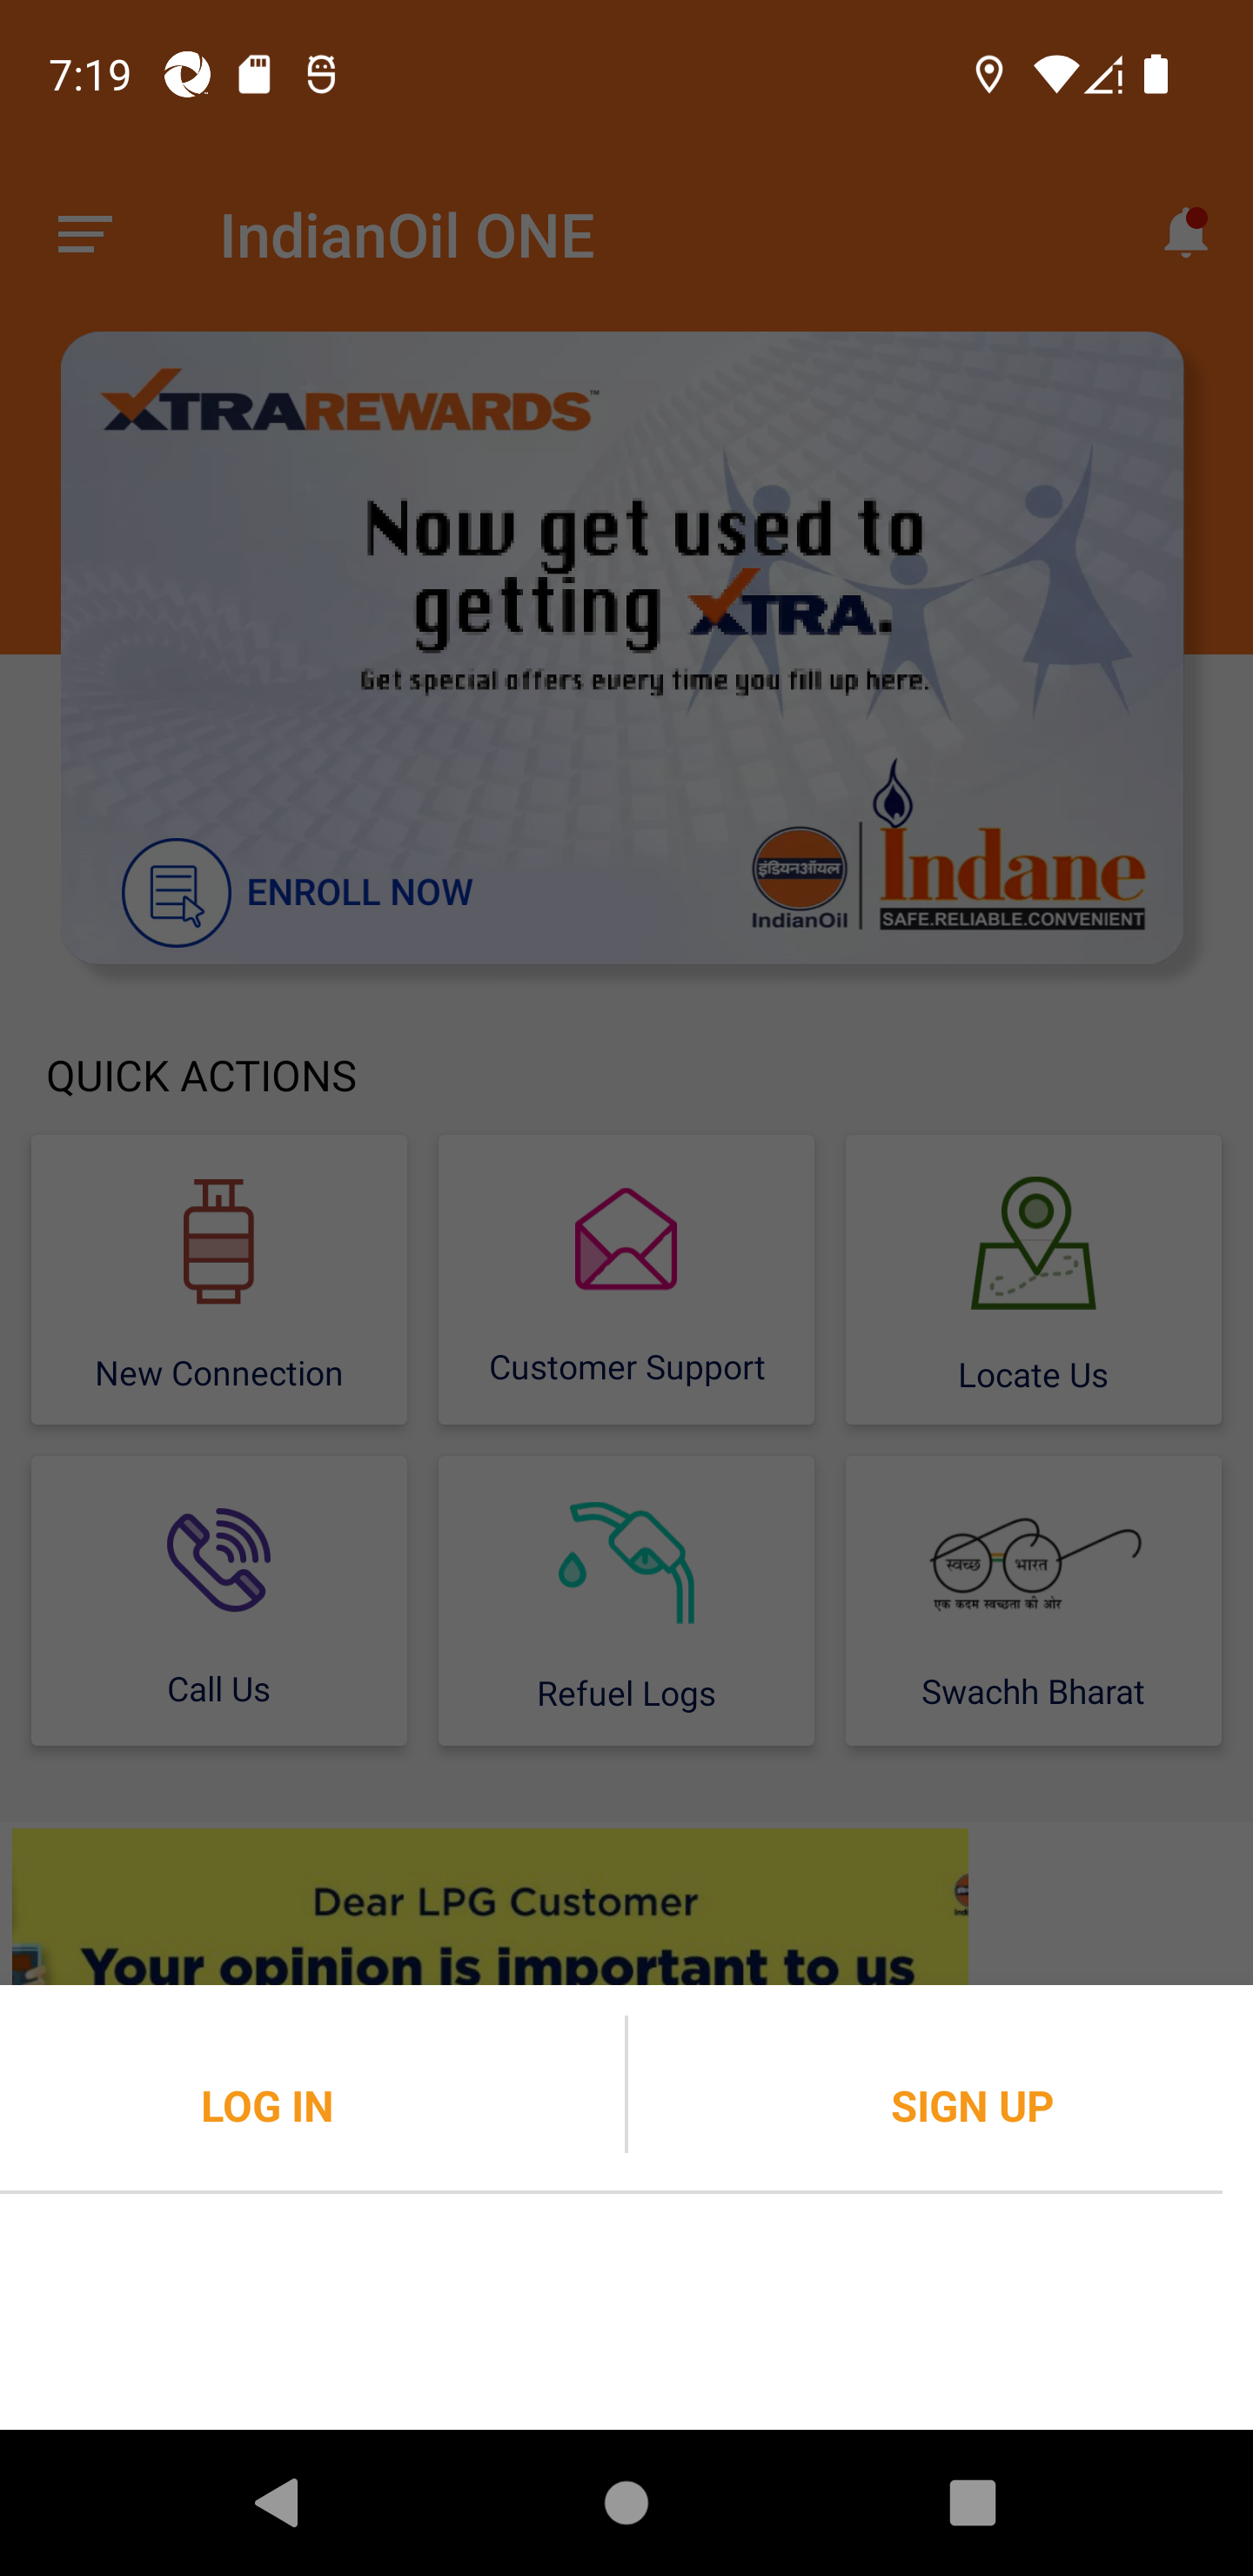 7:19
IndianOil ONE
XTRAREWARDS™
Now get used to
getting XTRA.
Get special offers every time you fill up here.
ENROLL NOW
इंडियनऑयल
IndianOil
Indane
SAFE.RELIABLE.CONVENIENT
QUICK ACTIONS
New Connection
Customer Support
Locate Us
स्वच्छ भारत
एक कदम स्वच्छता की ओर
Call Us
Refuel Logs
Swachh Bharat
Dear LPG Customer
Your opinion is important to us
LOG IN
SIGN UP